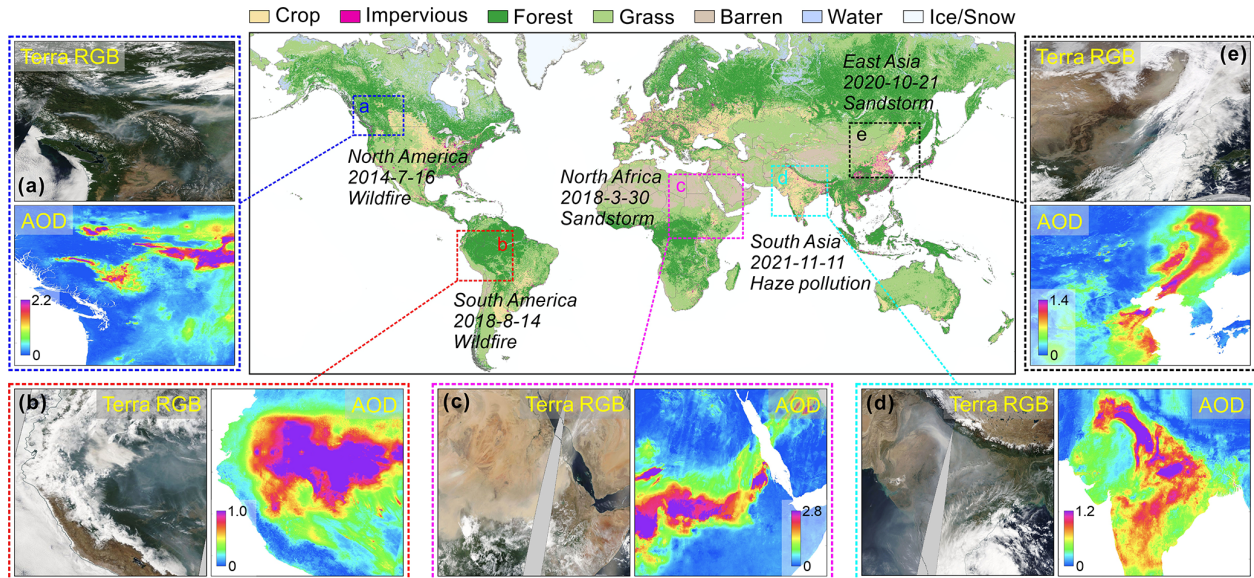 Crop Impervious Forest Grass Barren Water Ice/Snow
Terra RGB
(a)
AOD
2.2
0
a
North America
2014-7-16
Wildfire
b
South America
2018-8-14
Wildfire
North Africa
2018-3-30
Sandstorm
c
d
South Asia
2021-11-11
Haze pollution
East Asia
2020-10-21
Sandstorm
e
Terra RGB (e)
AOD
1.4
0
(b) Terra RGB AOD
1.0
0
(c) Terra RGB AOD
2.8
0
(d) Terra RGB AOD
1.2
0